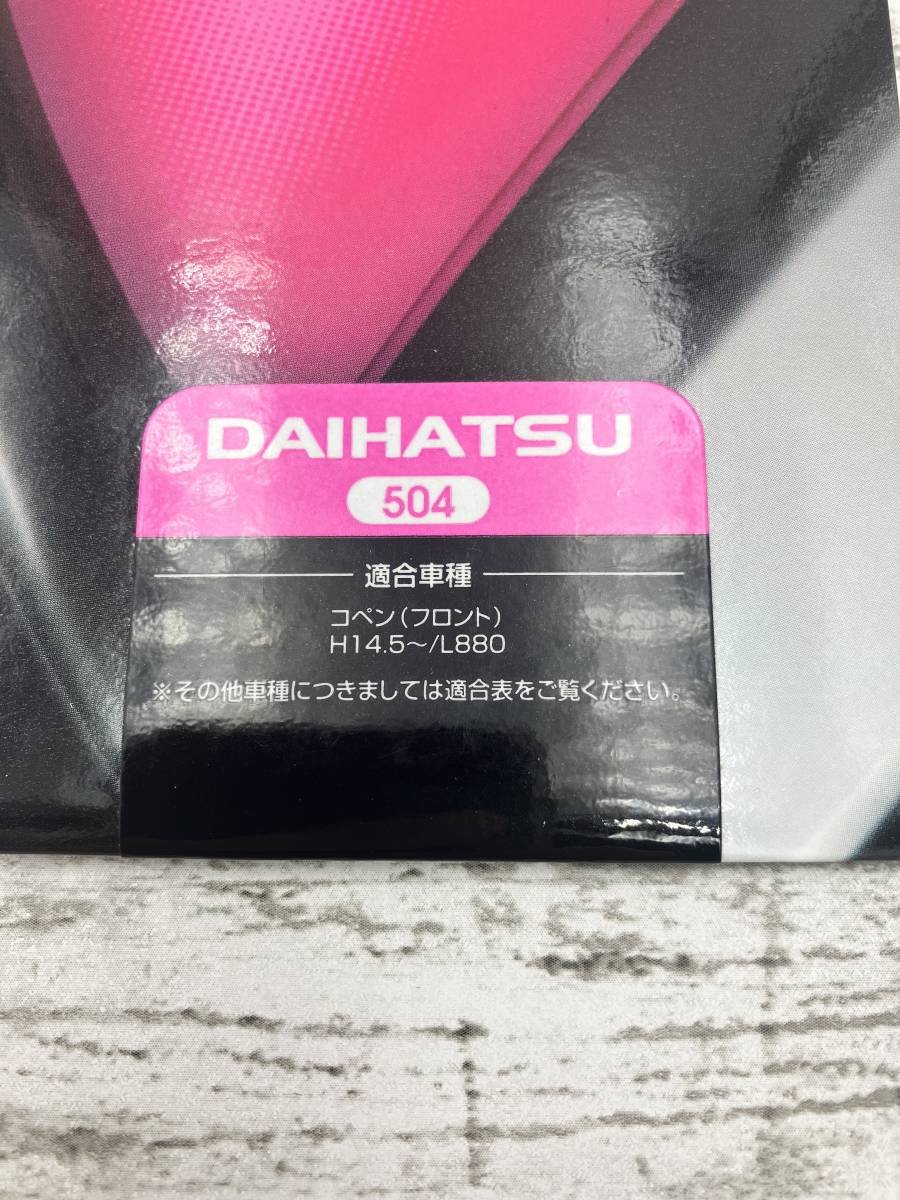 DAIHATSU
504
適合車種
コペン(フロント)
H14.5～/L880
※その他車種につきましては適合表をご覧ください。